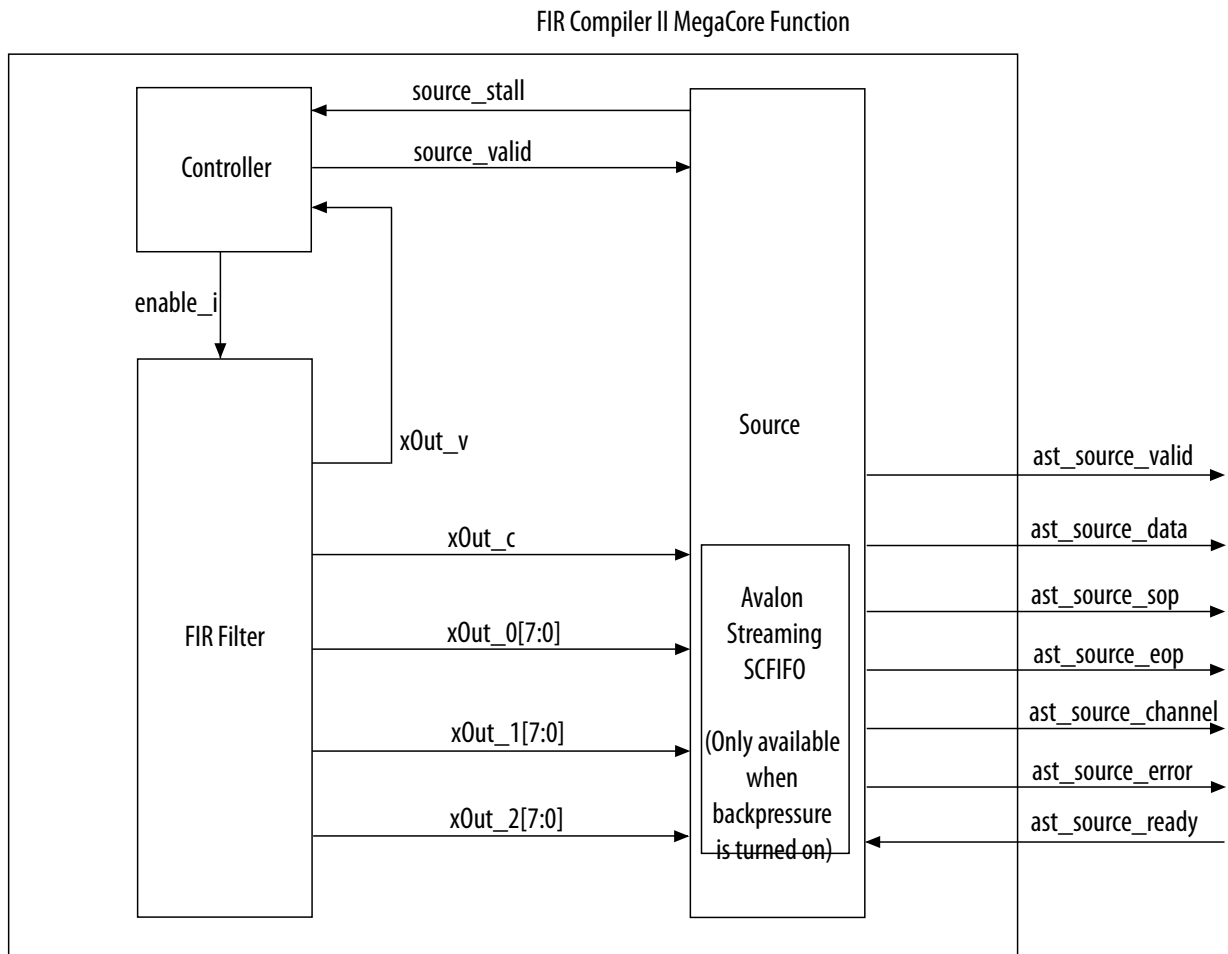 FIR Compiler II MegaCore Function
source_stall
Controller
source_valid
enable_i
xOut_v
Source
FIR Filter
xOut_c
xOut_0[7:0]
xOut_1[7:0]
xOut_2[7:0]
Avalon
Streaming
SCFIFO
(Only available
when
backpressure
is turned on)
ast_source_valid
ast_source_data
ast_source_sop
ast_source_eop
ast_source_channel
ast_source_error
ast_source_ready